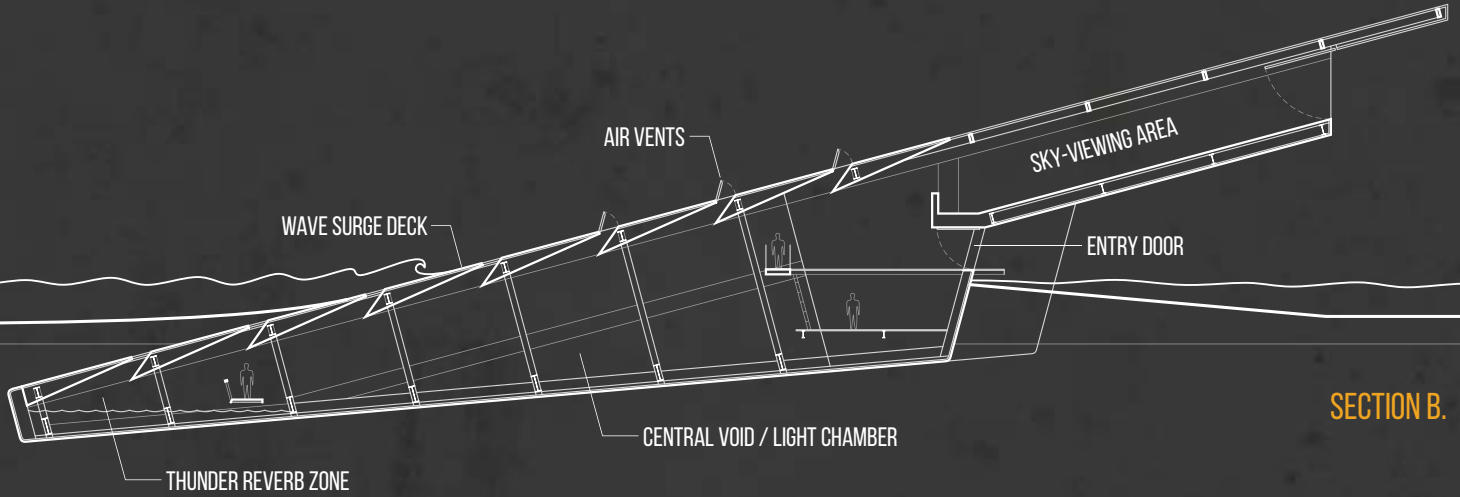 SKY-VIEWING AREA
AIR VENTS
WAVE SURGE DECK
ENTRY DOOR
SECTION B.
CENTRAL VOID / LIGHT CHAMBER
THUNDER REVERB ZONE